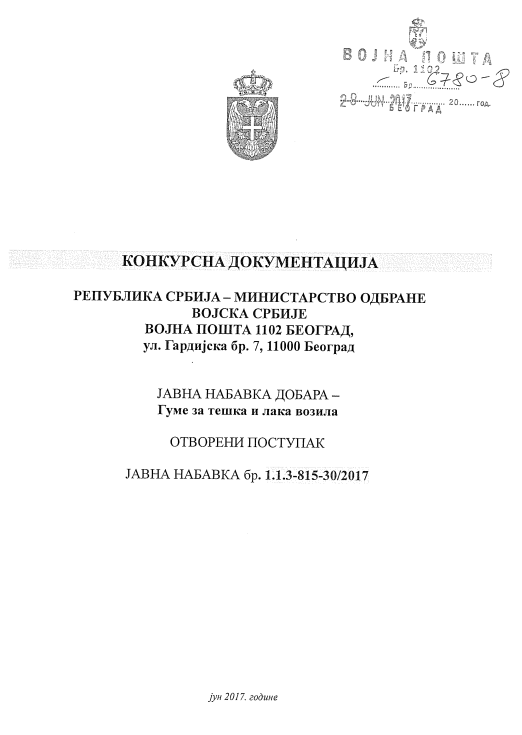 ВОЈНА ПОШТА
Бр. 1102
Бр. 6780-8
28 JUN 2017 20...... год.
БЕОГРАД
КОНКУРСНА ДОКУМЕНТАЦИЈА
РЕПУБЛИКА СРБИЈА – МИНИСТАРСТВО ОДБРАНЕ
ВОЈСКА СРБИЈЕ
ВОЈНА ПОШТА 1102 БЕОГРАД,
ул. Гардијска бр. 7, 11000 Београд
ЈАВНА НАБАВКА ДОБАРА –
Гуме за тешка и лака возила
ОТВОРЕНИ ПОСТУПАК
ЈАВНА НАБАВКА бр. 1.1.3-815-30/2017
јун 2017. године